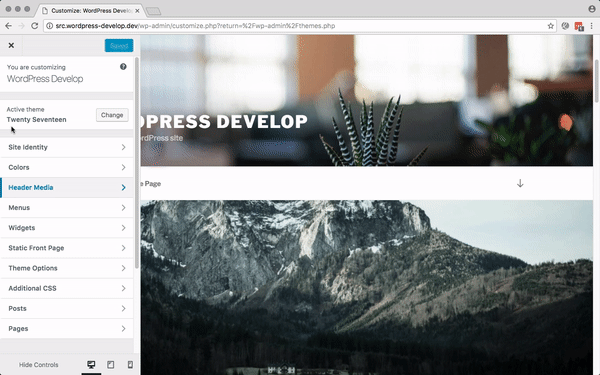 Customize: WordPress Develop
src.wordpress-develop.dev/wp-admin/customize.php?return=%2Fwp-admin%2Fthemes.php
Saved
You are customizing
WordPress Develop
Active theme
Twenty Seventeen
Change
Site Identity
Colors
Header Media
Menus
Widgets
Static Front Page
Theme Options
Additional CSS
Posts
Pages
Hide Controls
DPRESS DEVELOP
ordPress site
e Page